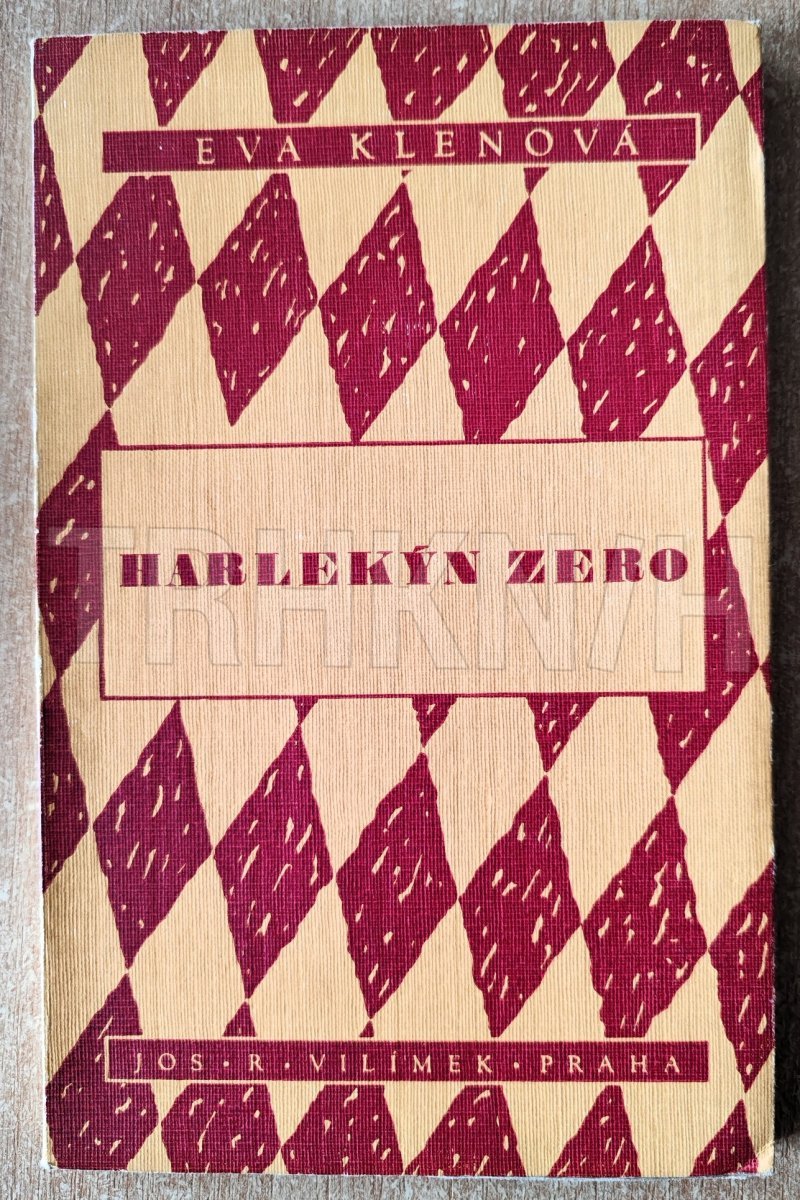 EVA KLENOVÁ
HARLEKÝN ZERO
TRHKNIH
JOS · R · VILÍMEK · PRAHA